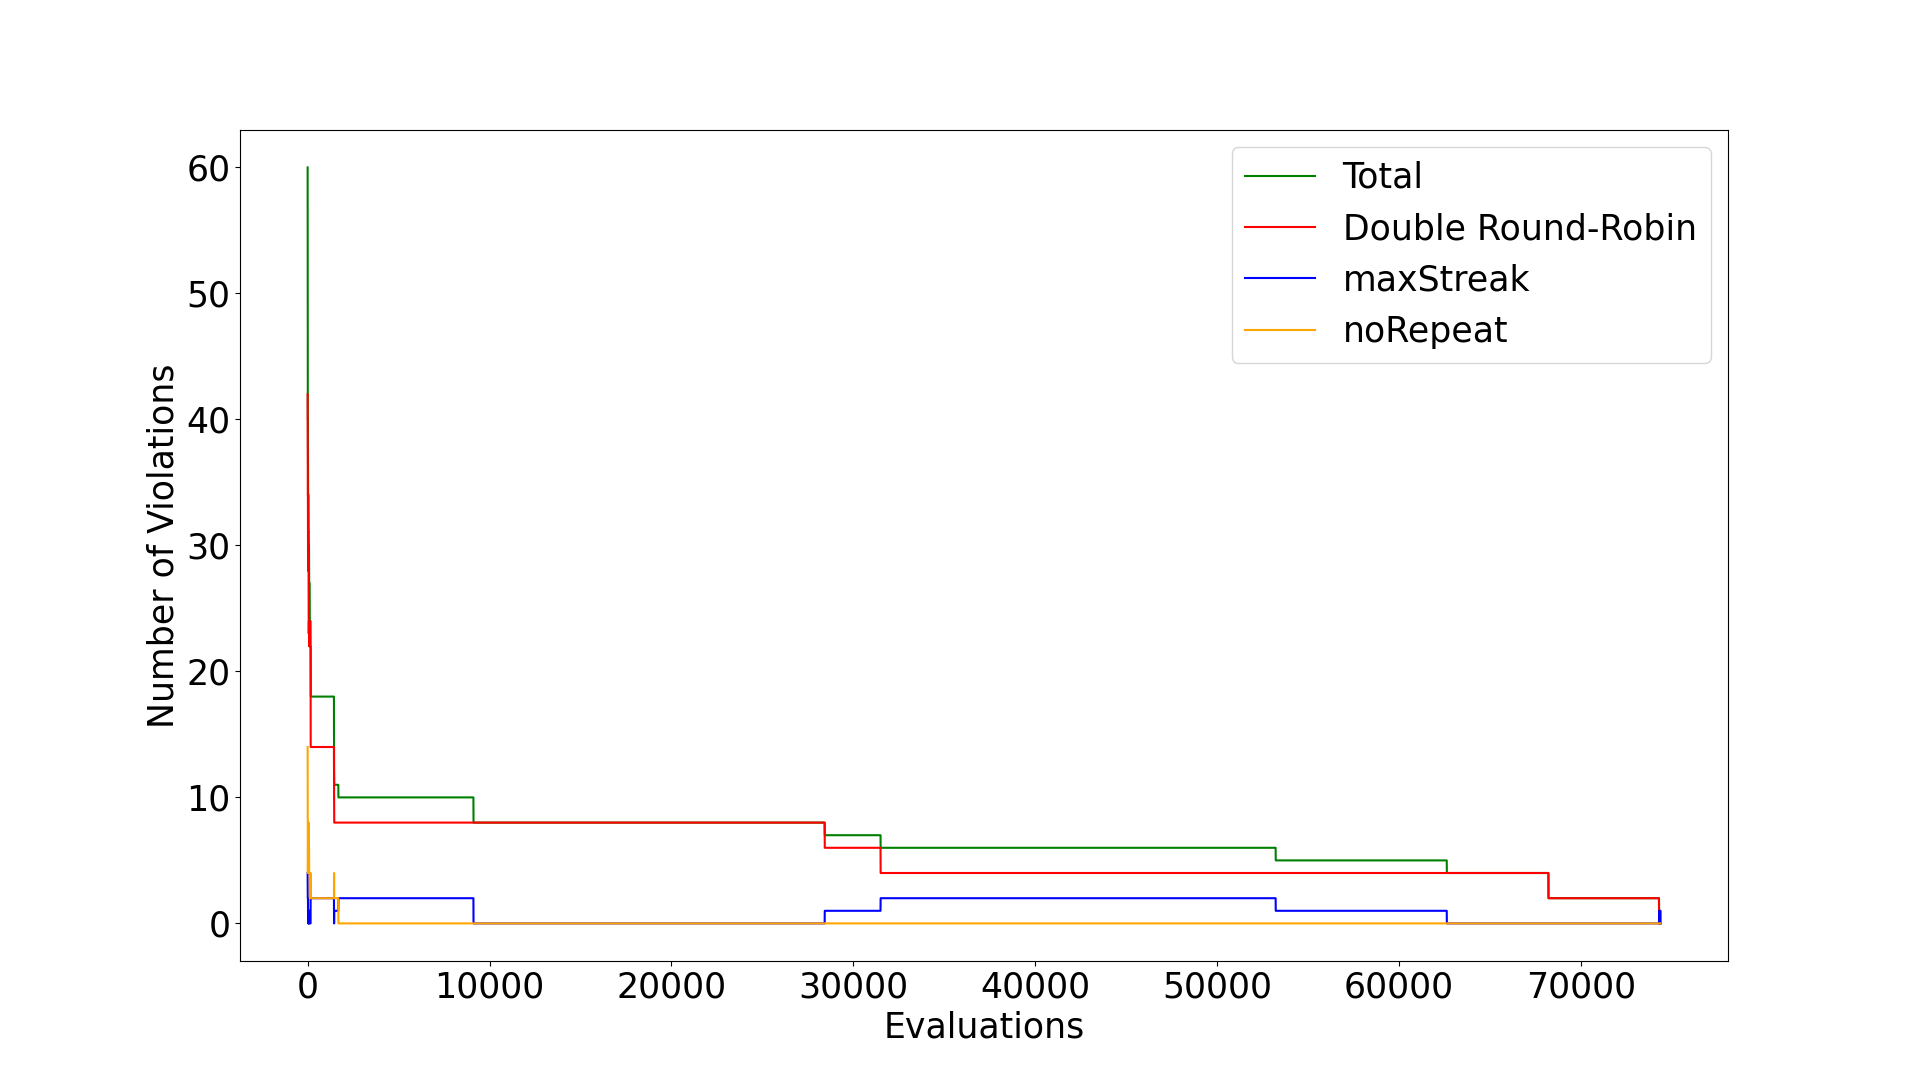 Total
Double Round-Robin
maxStreak
noRepeat
Number of Violations
60
50
40
30
20
10
0
0 10000 20000 30000 40000 50000 60000 70000
Evaluations